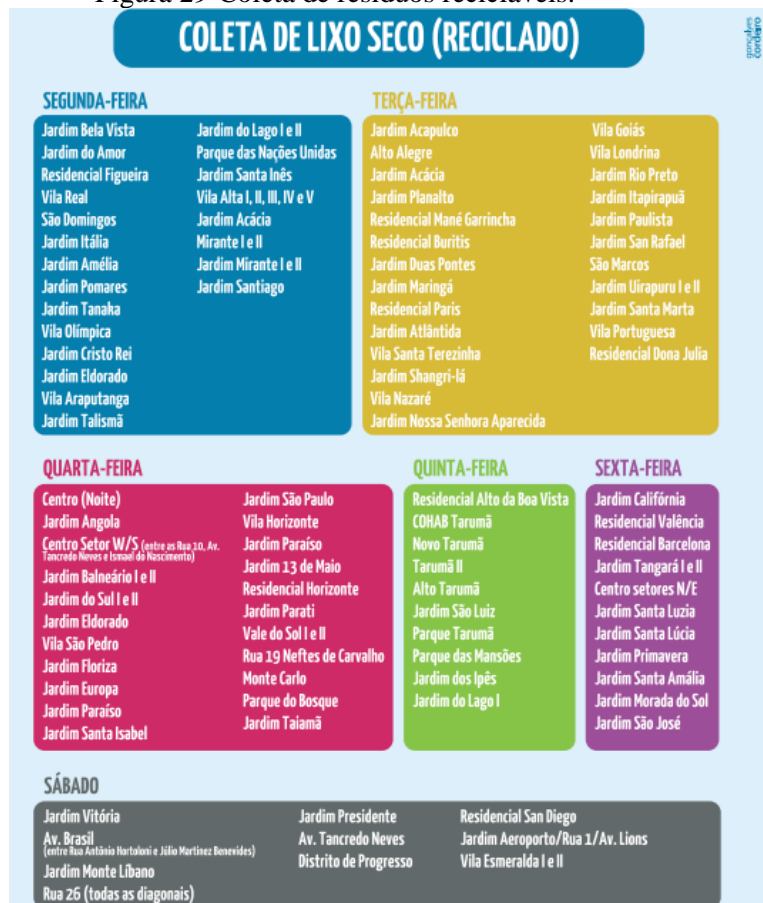 Figura 29 Coleta de resíduos recicláveis.
COLETA DE LIXO SECO (RECICLADO)
gonçalves
cordeiro
SEGUNDA-FEIRA
Jardim Bela Vista
Jardim do Amor
Residencial Figueira
Vila Real
São Domingos
Jardim Itália
Jardim Amélia
Jardim Pomares
Jardim Tanaka
Vila Olímpica
Jardim Cristo Rei
Jardim Eldorado
Vila Araputanga
Jardim Talismã
Jardim do Lago I e II
Parque das Nações Unidas
Jardim Santa Inês
Vila Alta I, II, III, IV e V
Jardim Acácia
Mirante I e II
Jardim Mirante I e II
Jardim Santiago
TERÇA-FEIRA
Jardim Acapulco
Alto Alegre
Jardim Acácia
Jardim Planalto
Residencial Mané Garrincha
Residencial Buritis
Jardim Duas Pontes
Jardim Maringá
Residencial Paris
Jardim Atlântida
Vila Santa Terezinha
Jardim Shangri-lá
Vila Nazaré
Jardim Nossa Senhora Aparecida
Vila Goiás
Vila Londrina
Jardim Rio Preto
Jardim Itapirapuã
Jardim Paulista
Jardim San Rafael
São Marcos
Jardim Uirapuru I e II
Jardim Santa Marta
Vila Portuguesa
Residencial Dona Julia
QUARTA-FEIRA
Centro (Noite)
Jardim Angola
Centro Setor W/S (entre as Rua 10, Av.
Tancredo Neves e Ismael do Nascimento)
Jardim Balneário I e II
Jardim do Sul I e II
Jardim Eldorado
Vila São Pedro
Jardim Floriza
Jardim Europa
Jardim Paraíso
Jardim Santa Isabel
Jardim São Paulo
Vila Horizonte
Jardim Paraíso
Jardim 13 de Maio
Residencial Horizonte
Jardim Parati
Vale do Sol I e II
Rua 19 Neftes de Carvalho
Monte Carlo
Parque do Bosque
Jardim Taiamã
QUINTA-FEIRA
Residencial Alto da Boa Vista
COHAB Tarumã
Novo Tarumã
Tarumã II
Alto Tarumã
Jardim São Luiz
Parque Tarumã
Parque das Mansões
Jardim dos Ipês
Jardim do Lago I
SEXTA-FEIRA
Jardim Califórnia
Residencial Valência
Residencial Barcelona
Jardim Tangará I e II
Centro setores N/E
Jardim Santa Luzia
Jardim Santa Lúcia
Jardim Primavera
Jardim Santa Amália
Jardim Morada do Sol
Jardim São José
SÁBADO
Jardim Vitória
Av. Brasil
(entre Rua Antônio Hortoloni e Júlio Martinez Benevides)
Jardim Monte Líbano
Rua 26 (todas as diagonais)
Jardim Presidente
Av. Tancredo Neves
Distrito de Progresso
Residencial San Diego
Jardim Aeroporto/Rua 1/Av. Lions
Vila Esmeralda I e II